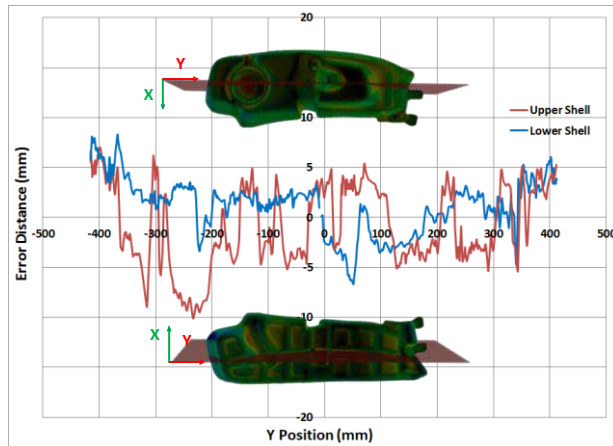 20
Y
X
10
Upper Shell
Lower Shell
5
0
-500 -400 -300 -200 -100 0 100 200 300 400 500
-5
-10
X
Y
-15
-20
Error Distance (mm)
Y Position (mm)